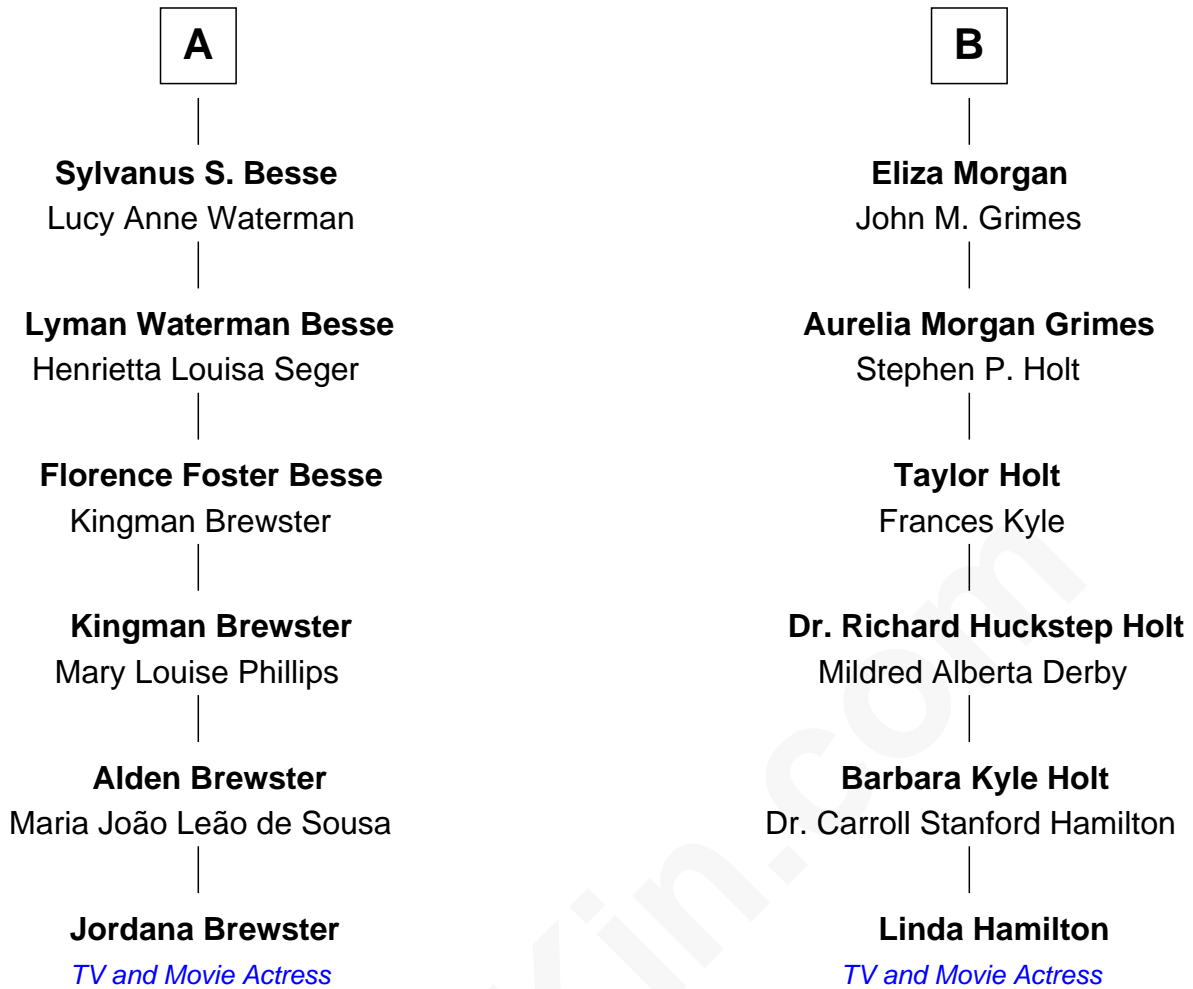 A
Sylvanus S. Besse
Lucy Anne Waterman
Lyman Waterman Besse
Henrietta Louisa Seger
Florence Foster Besse
Kingman Brewster
Kingman Brewster
Mary Louise Phillips
Alden Brewster
Maria João Leão de Sousa
Jordana Brewster
TV and Movie Actress
B
Eliza Morgan
John M. Grimes
Aurelia Morgan Grimes
Stephen P. Holt
Taylor Holt
Frances Kyle
Dr. Richard Huckstep Holt
Mildred Alberta Derby
Barbara Kyle Holt
Dr. Carroll Stanford Hamilton
Linda Hamilton
TV and Movie Actress